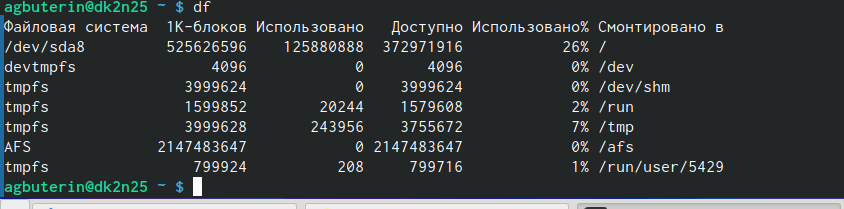 agbuterin@dk2n25 ~ $ df
Файловая система 1K-блоков Использовано Доступно Использовано% Смонтировано в
/dev/sda8 525626596 125880888 372971916 26% /
devtmpfs 4096 0 4096 0% /dev
tmpfs 3999624 0 3999624 0% /dev/shm
tmpfs 1599852 20244 1579608 2% /run
tmpfs 3999628 243956 3755672 7% /tmp
AFS 2147483647 0 2147483647 0% /afs
tmpfs 799924 208 799716 1% /run/user/5429
agbuterin@dk2n25 ~ $